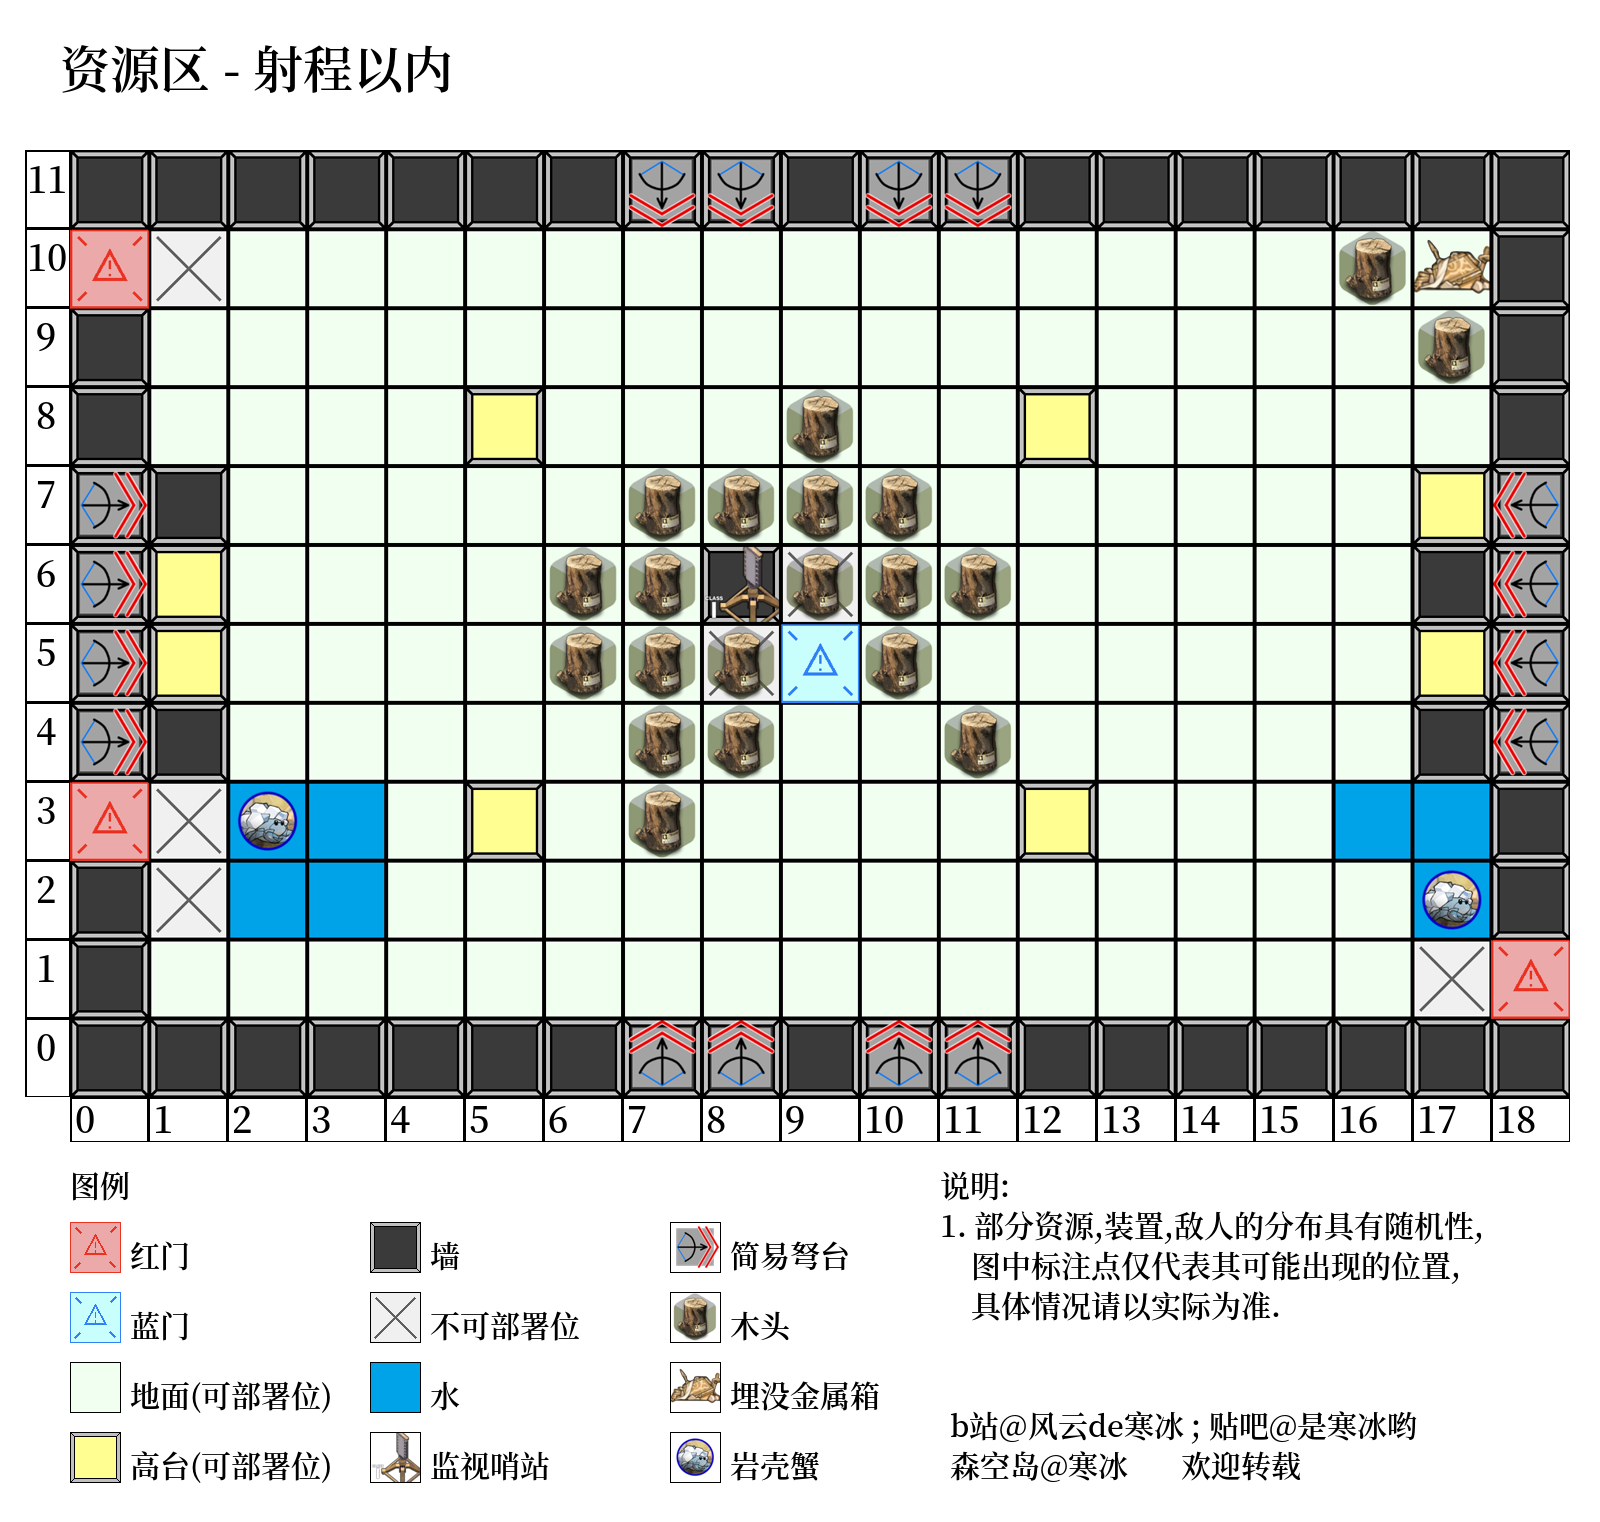 资源区 - 射程以内
11
10
9
8
7
6
5
4
3
2
1
0
0 1 2 3 4 5 6 7 8 9 10 11 12 13 14 15 16 17 18
图例
红门
墙
简易弩台
蓝门
不可部署位
木头
地面(可部署位)
水
埋没金属箱
高台(可部署位)
监视哨站
岩壳蟹
说明:
1. 部分资源,装置,敌人的分布具有随机性,
图中标注点仅代表其可能出现的位置,
具体情况请以实际为准.
b站@风云de寒冰 ; 贴吧@是寒冰哟
森空岛@寒冰 欢迎转载